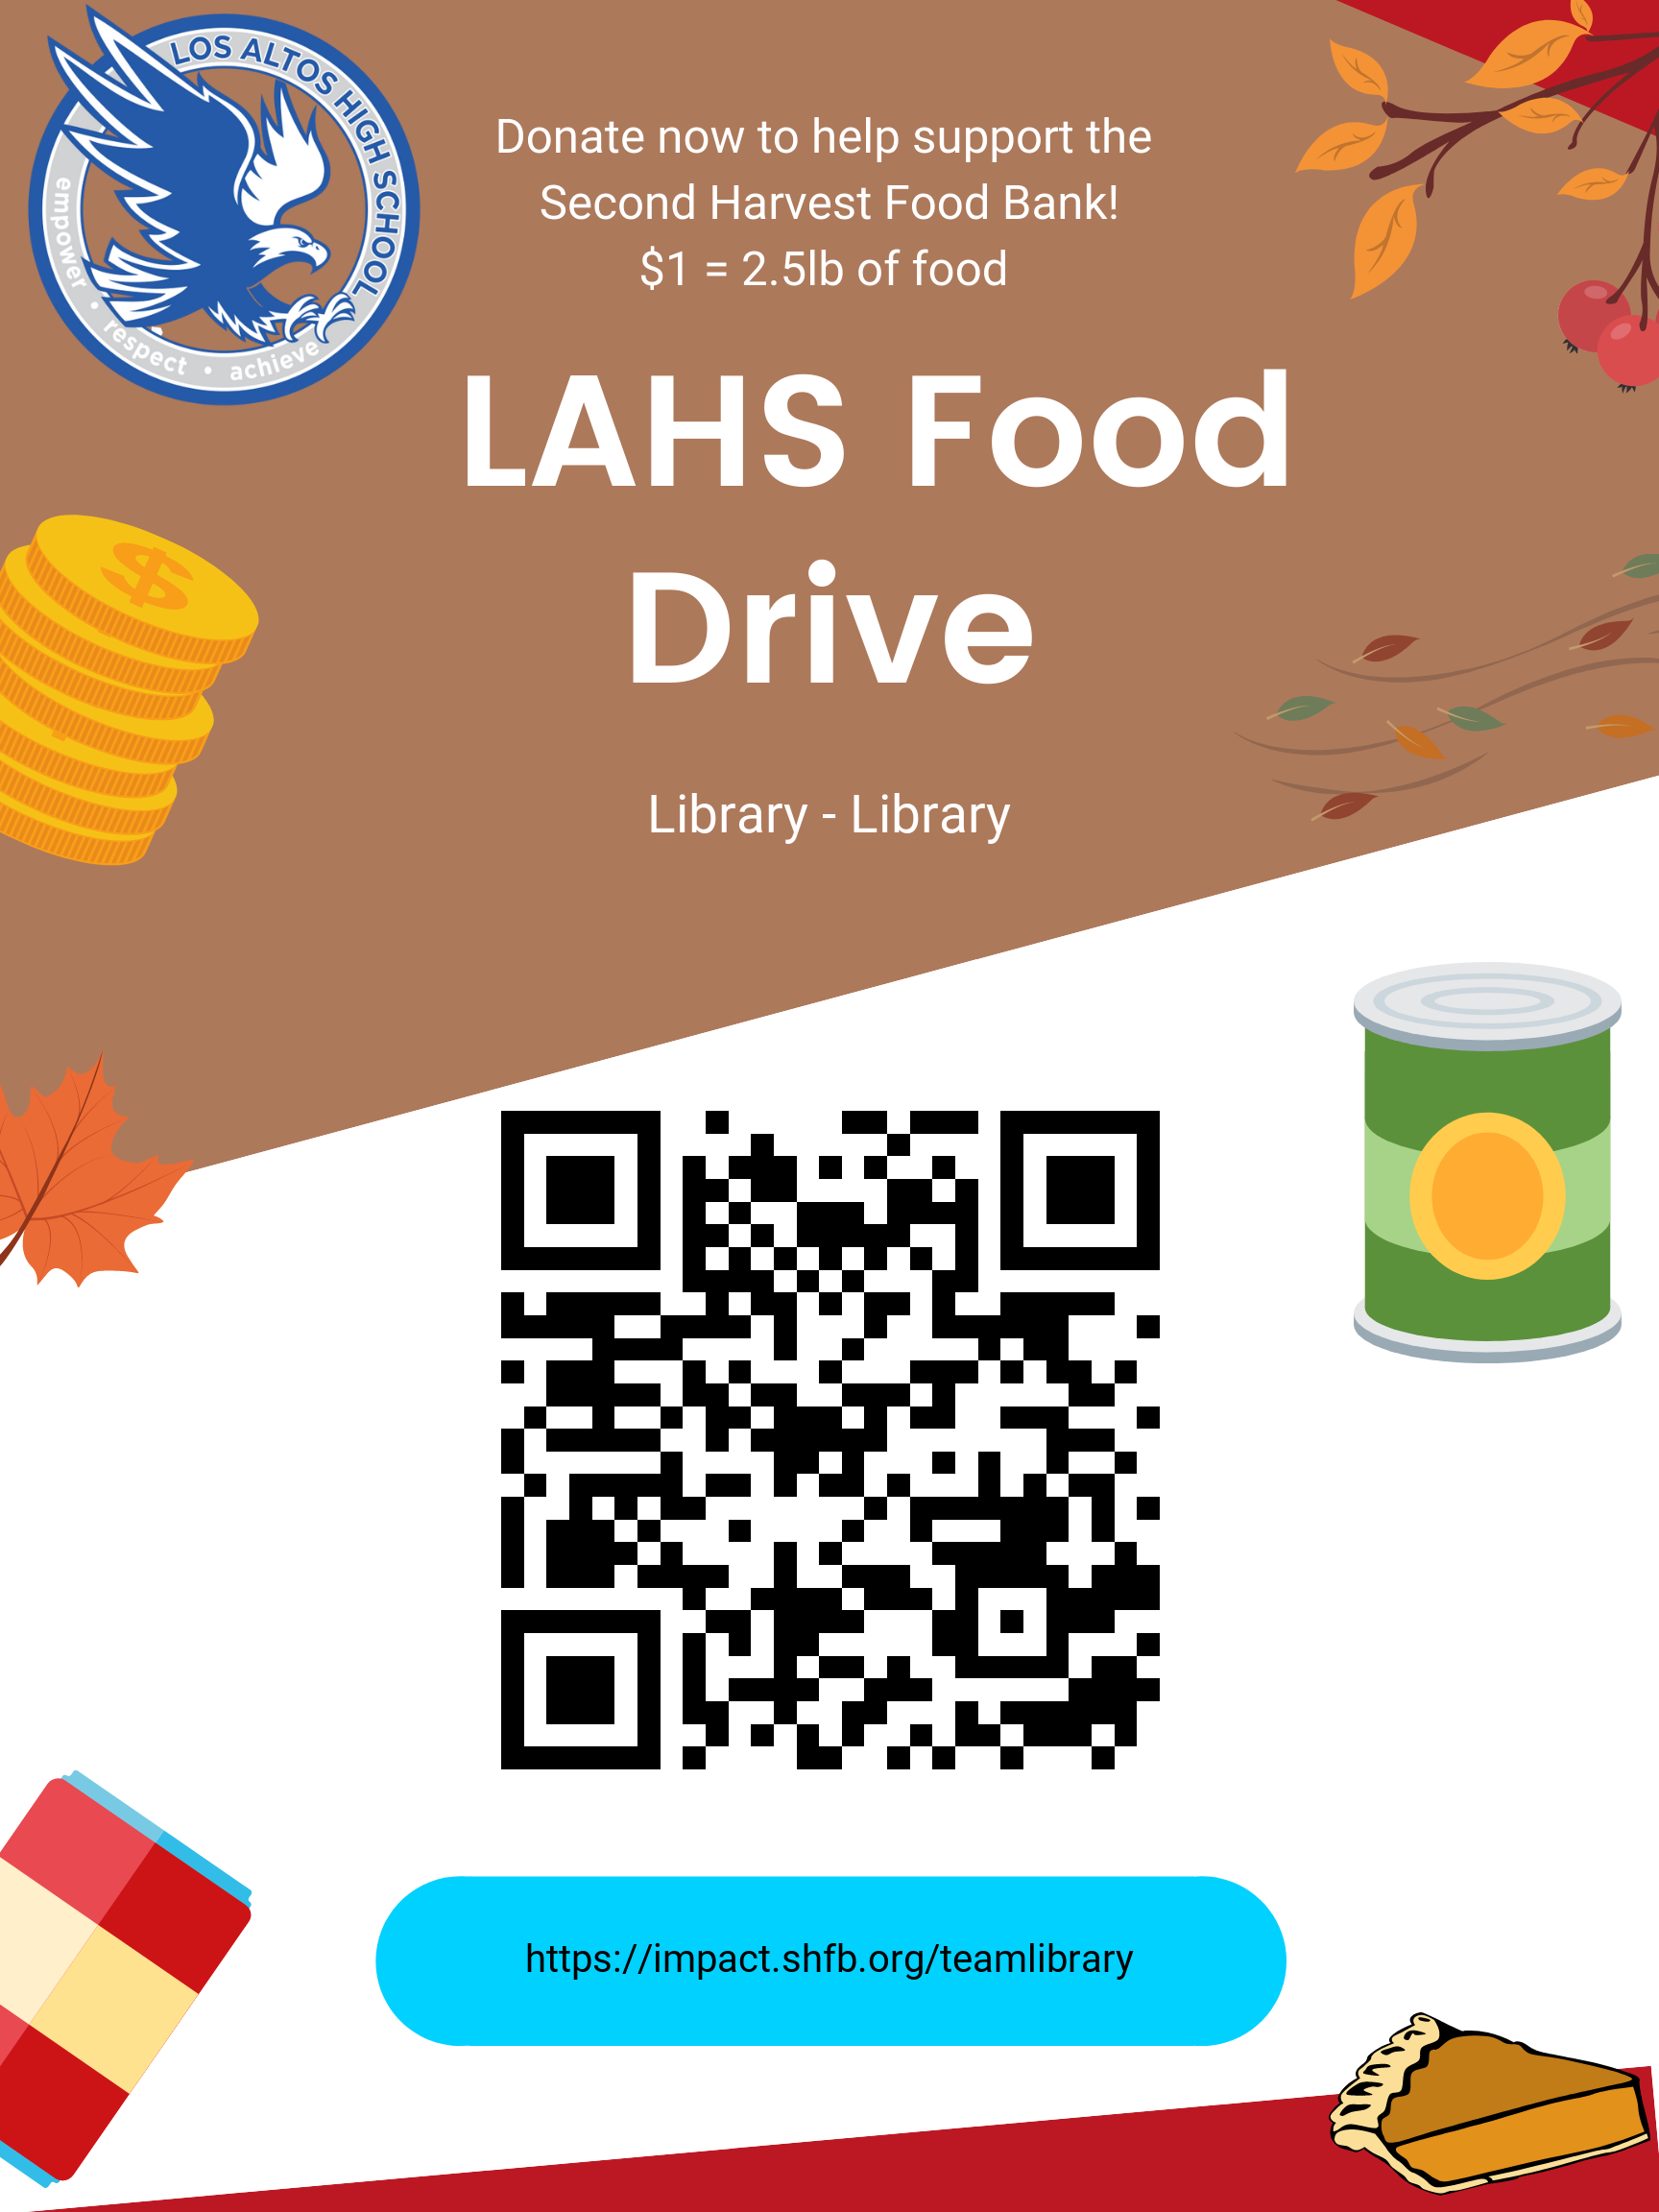 LOS ALTOS HIGH SCHOOL
empower • respect • achieve
Donate now to help support the
Second Harvest Food Bank!
$1 = 2.5lb of food
LAHS Food
Drive
$
Library - Library
https://impact.shfb.org/teamlibrary